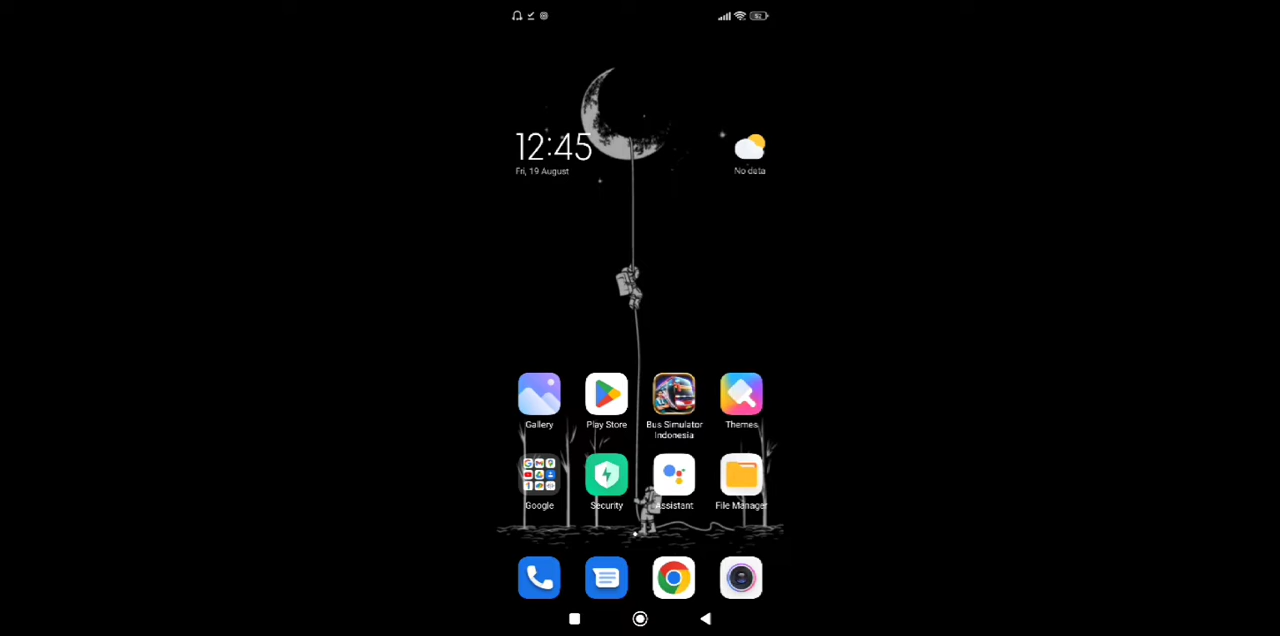 12:45
Fri, 19 August
No data
Gallery
Play Store
Bus Simulator
Indonesia
Themes
Google
Security
Assistant
File Manager